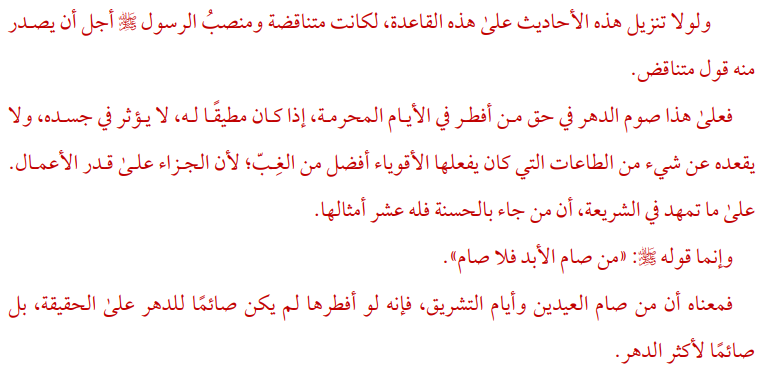 ولولا تنزيل هذه الأحاديث علىٰ هذه القاعدة، لكانت متناقضة ومنصبُ الرسول ﷺ أجل أن يصدر
منه قول متناقض.
فعلىٰ هذا صوم الدهر في حق من أفطر في الأيام المحرمة، إذا كان مطيقًا له، لا يؤثر في جسده، ولا
يقعده عن شيء من الطاعات التي كان يفعلها الأقوياء أفضل من الغِبّ؛ لأن الجزاء علىٰ قدر الأعمال.
علىٰ ما تمهد في الشريعة، أن من جاء بالحسنة فله عشر أمثالها.
وإنما قوله ﷺ: «من صام الأبد فلا صام».
فمعناه أن من صام العيدين وأيام التشريق، فإنه لو أفطرها لم يكن صائمًا للدهر علىٰ الحقيقة، بل
صائمًا لأكثر الدهر.